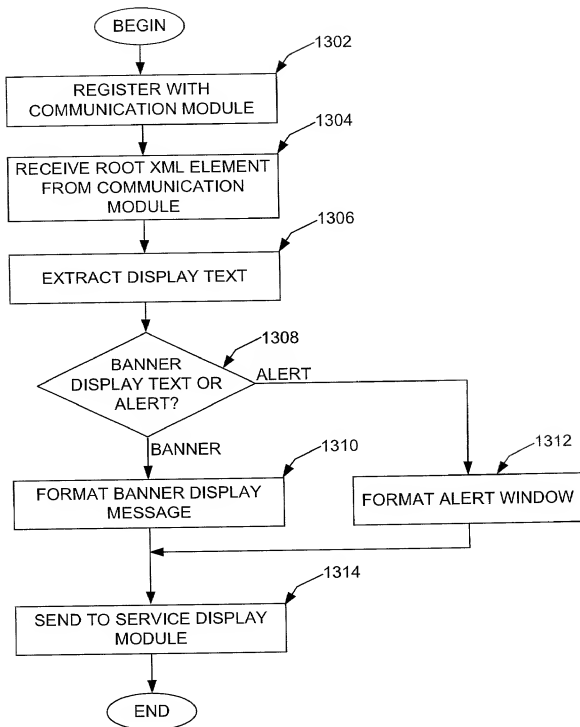 BEGIN
1302
REGISTER WITH
COMMUNICATION MODULE
1304
RECEIVE ROOT XML ELEMENT
FROM COMMUNICATION
MODULE
1306
EXTRACT DISPLAY TEXT
1308
BANNER
DISPLAY TEXT OR
ALERT?
ALERT
BANNER
1310
FORMAT BANNER DISPLAY
MESSAGE
1312
FORMAT ALERT WINDOW
1314
SEND TO SERVICE DISPLAY
MODULE
END